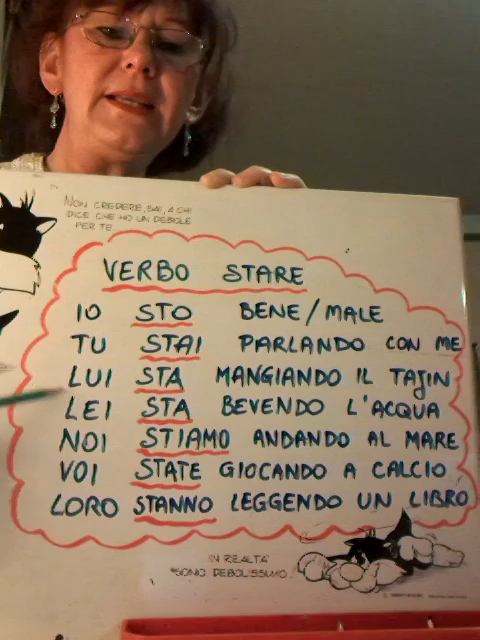 NON CREDERE, SAI, A CHI
DICE CHE HO UN DEBOLE
PER TE
VERBO STARE
IO STO BENE/MALE
TU STAI PARLANDO CON ME
LUI STA MANGIANDO IL TAJIN
LEI STA BEVENDO L'ACQUA
NOI STIAMO ANDANDO AL MARE
VOI STATE GIOCANDO A CALCIO
LORO STANNO LEGGENDO UN LIBRO
IN REALTA'
SONO DEBOLISSIMO